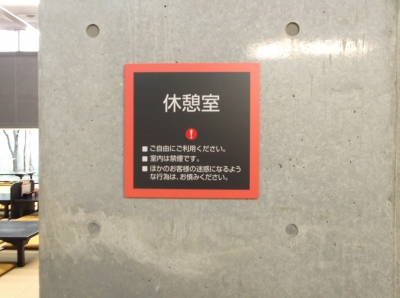 休憩室
!
■ ご自由にご利用ください。
■ 室内は禁煙です。
■ ほかのお客様の迷惑になるよう
な行為は、お慎みください。